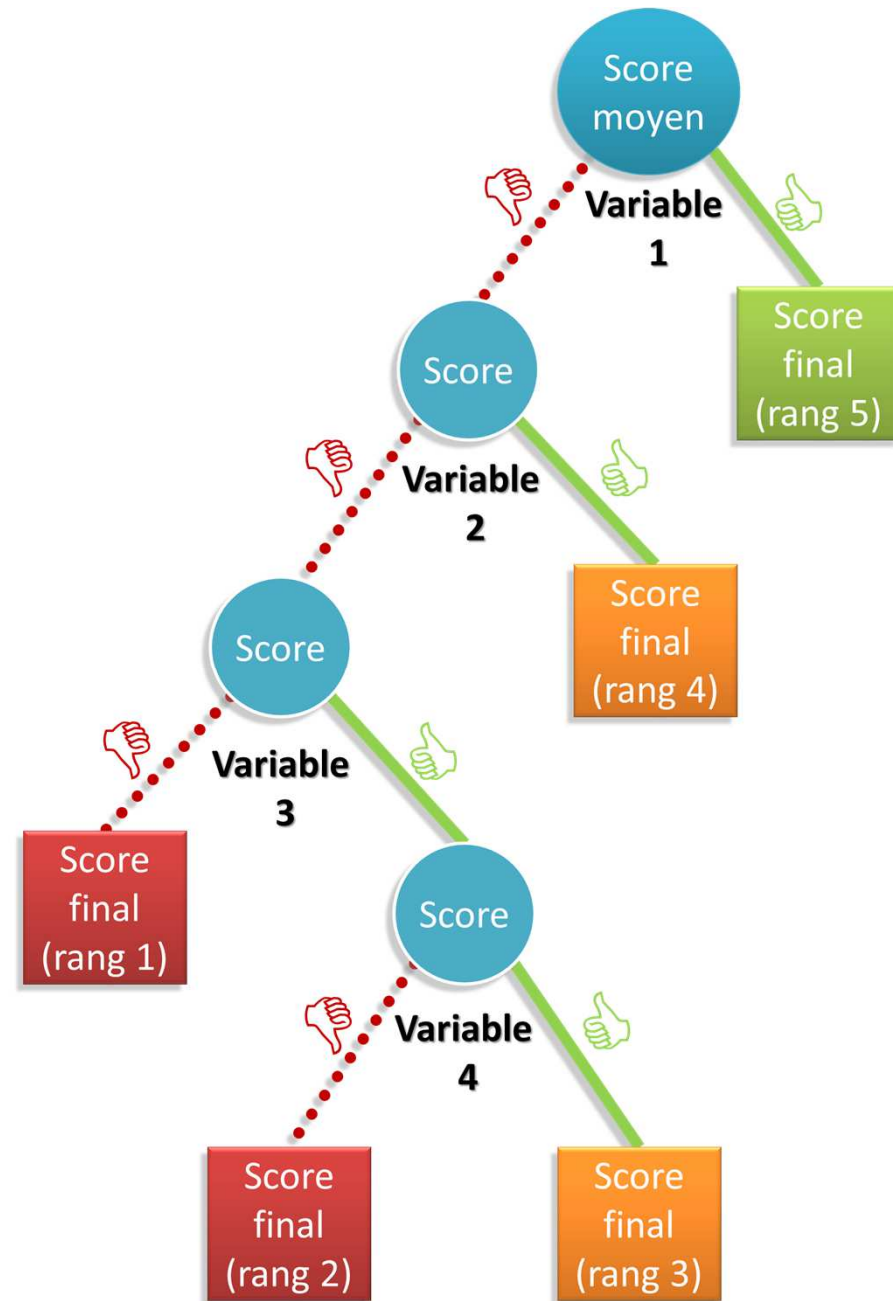 Score
moyen
Variable
1
Score
final
(rang 5)
Score
Variable
2
Score
final
(rang 4)
Score
Variable
3
Score
final
(rang 1)
Score
Variable
4
Score
final
(rang 2)
Score
final
(rang 3)